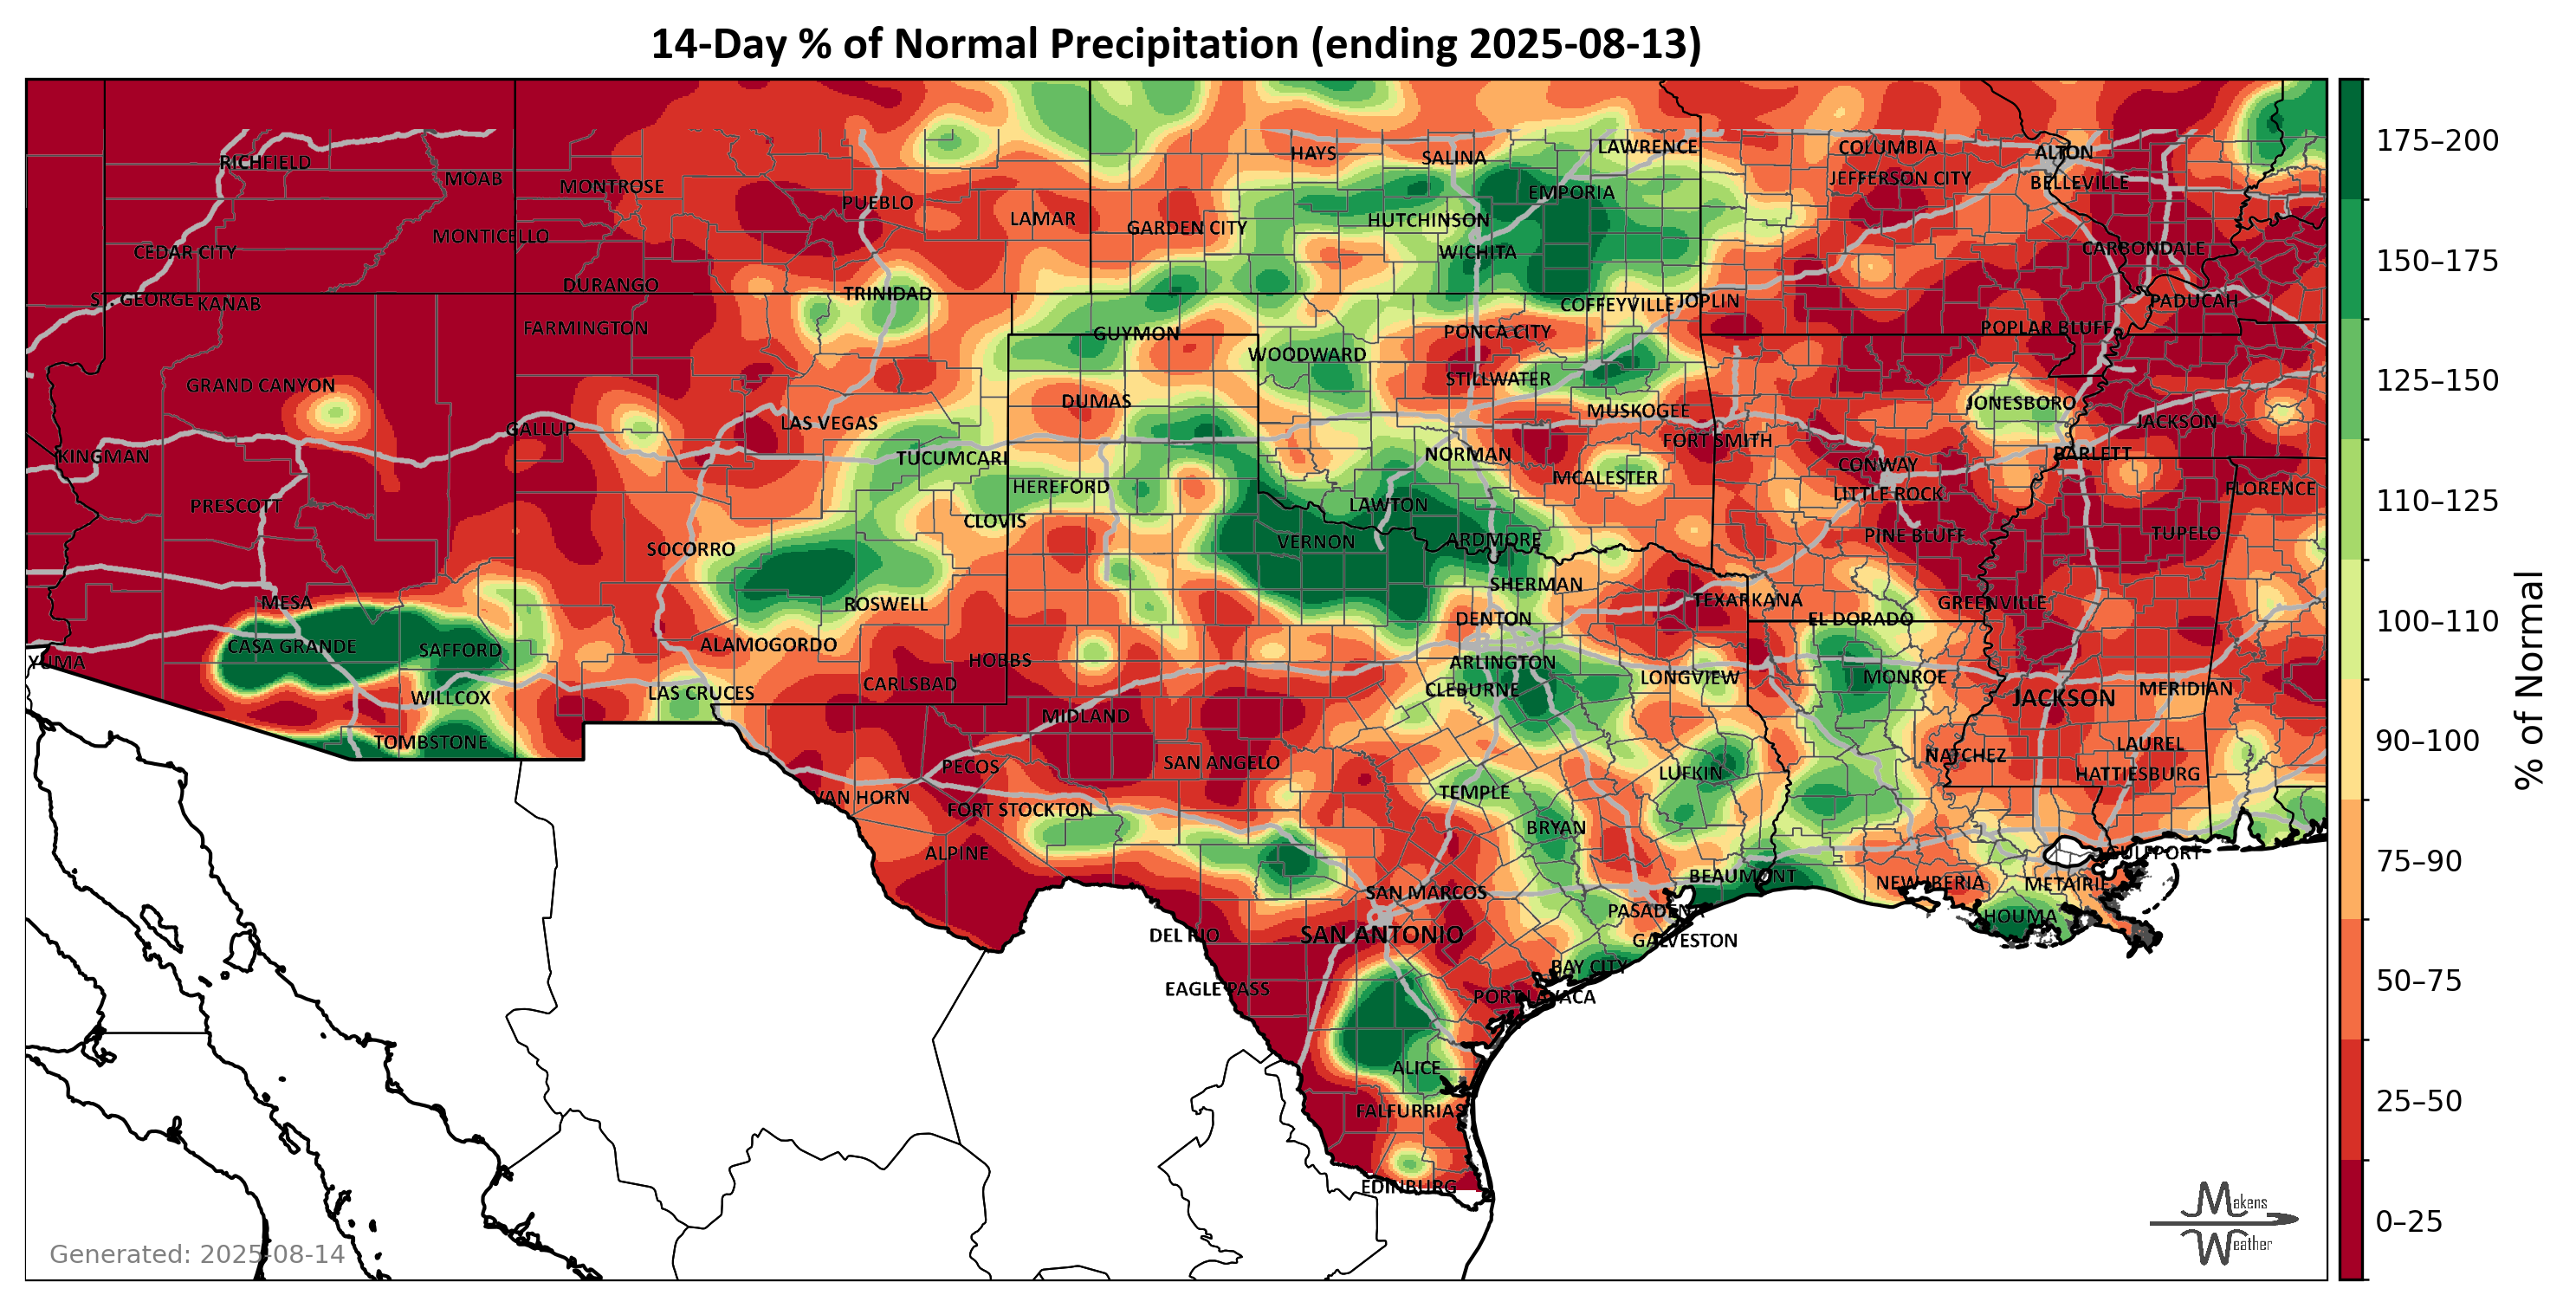 14-Day % of Normal Precipitation (ending 2025-08-13)
HAYS
SALINA
LAWRENCE
COLUMBIA
ALTON
RICHFIELD
MOAB
MONTROSE
EMPORIA
JEFFERSON CITY
BELLEVILLE
PUEBLO
LAMAR
GARDEN CITY
HUTCHINSON
MONTICELLO
CEDAR CITY
WICHITA
CARBONDALE
DURANGO
TRINIDAD
ST. GEORGE
KANAB
COFFEYVILLE
JOPLIN
PADUCAH
FARMINGTON
GUYMON
PONCA CITY
POPLAR BLUFF
WOODWARD
GRAND CANYON
STILLWATER
DUMAS
MUSKOGEE
JONESBORO
GALLUP
LAS VEGAS
JACKSON
FORT SMITH
KINGMAN
TUCUMCARI
NORMAN
BARLETT
CONWAY
HEREFORD
MCALESTER
LITTLE ROCK
FLORENCE
PRESCOTT
LAWTON
CLOVIS
SOCORRO
VERNON
ARDMORE
PINE BLUFF
TUPELO
SHERMAN
MESA
ROSWELL
TEXARKANA
GREENVILLE
CASA GRANDE
SAFFORD
ALAMOGORDO
DENTON
EL DORADO
YUMA
HOBBS
ARLINGTON
LAS CRUCES
CARLSBAD
CLEBURNE
LONGVIEW
MONROE
WILLCOX
JACKSON
MERIDIAN
MIDLAND
TOMBSTONE
PECOS
SAN ANGELO
NATCHEZ
LAUREL
LUFKIN
HATTIESBURG
VAN HORN
FORT STOCKTON
TEMPLE
ALPINE
BRYAN
GULFPORT
SAN MARCOS
BEAUMONT
NEW IBERIA
METAIRIE
PASADENA
HOUMA
DEL RIO
SAN ANTONIO
GALVESTON
BAY CITY
EAGLE PASS
PORT LAVACA
ALICE
FALFURRIAS
EDINBURG
Generated: 2025-08-14
Makens
Weather
175–200
150–175
125–150
110–125
100–110
90–100
75–90
50–75
25–50
0–25
% of Normal